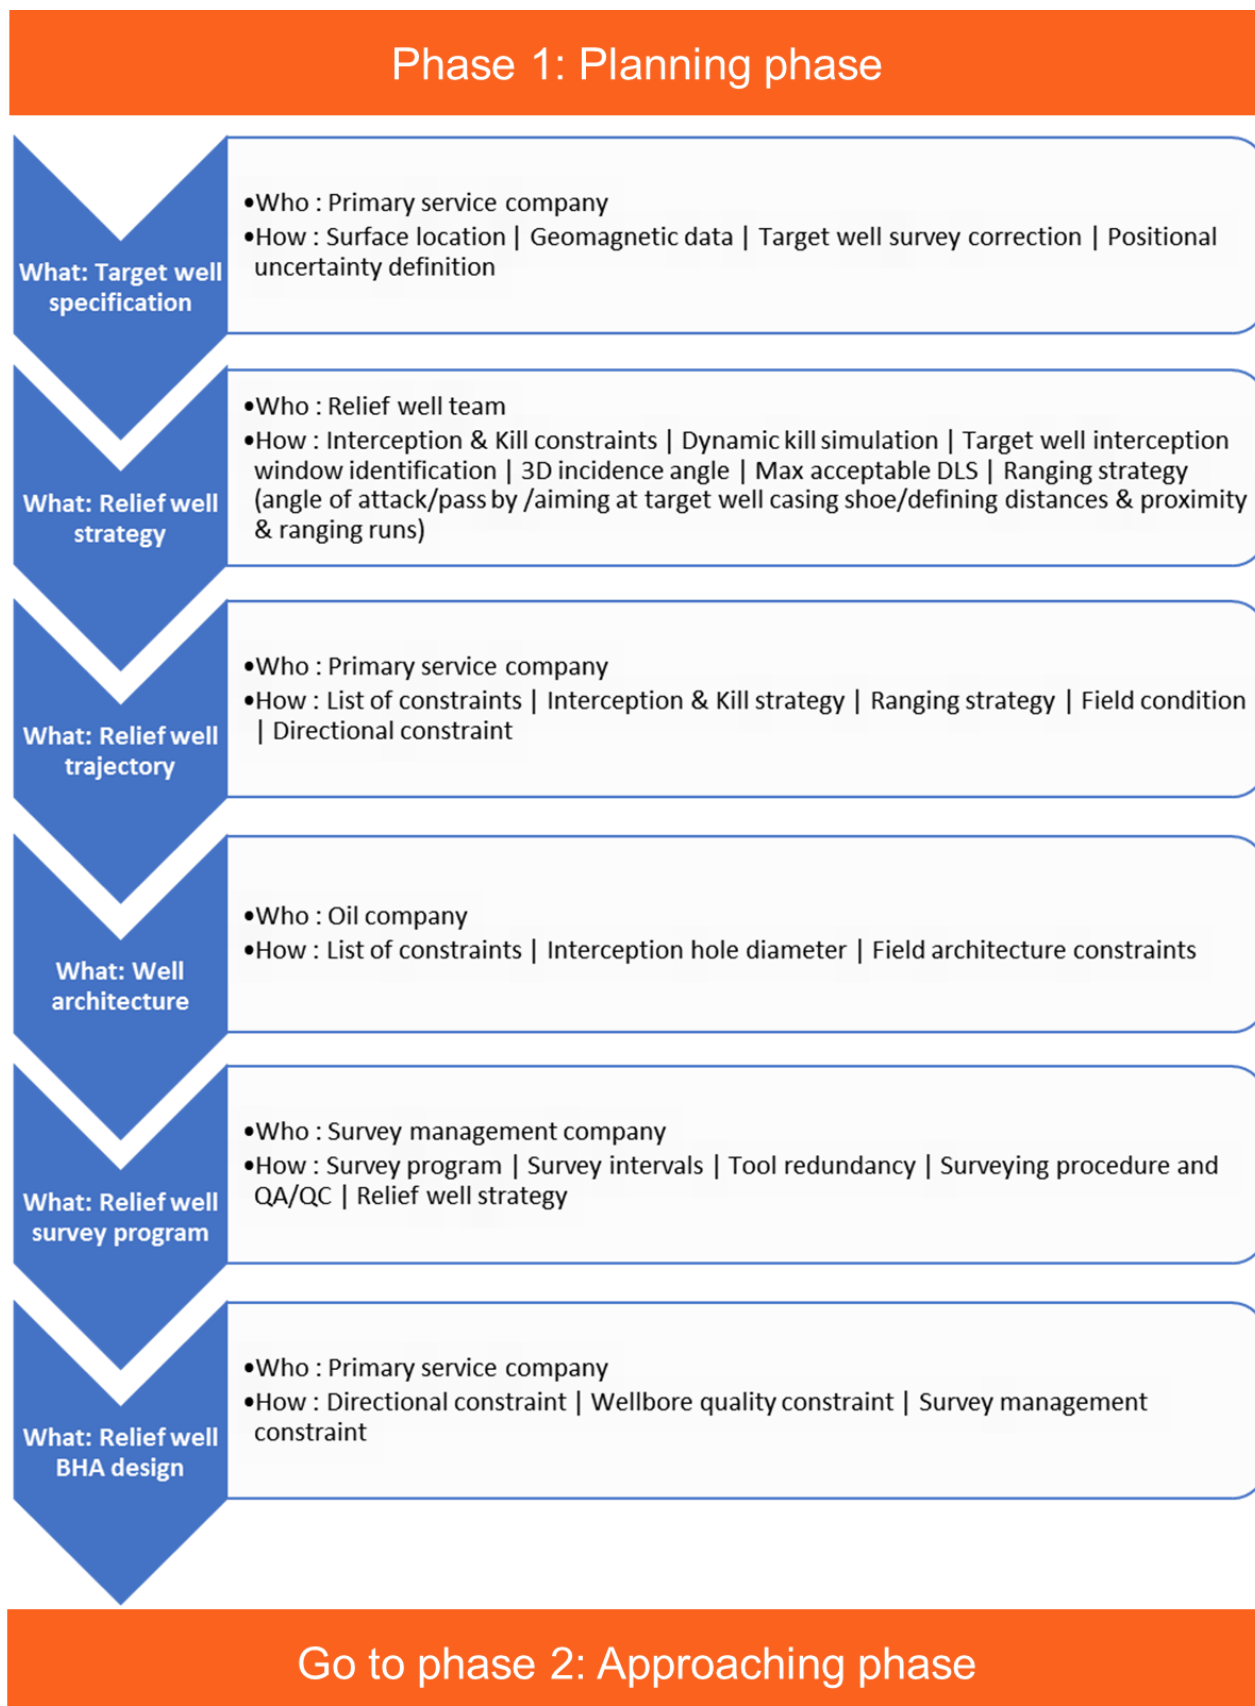 Phase 1: Planning phase
What: Target well
specification
•Who : Primary service company
•How : Surface location | Geomagnetic data | Target well survey correction | Positional
uncertainty definition
What: Relief well
strategy
•Who : Relief well team
•How : Interception & Kill constraints | Dynamic kill simulation | Target well interception
window identification | 3D incidence angle | Max acceptable DLS | Ranging strategy
(angle of attack/pass by /aiming at target well casing shoe/defining distances & proximity
& ranging runs)
What: Relief well
trajectory
•Who : Primary service company
•How : List of constraints | Interception & Kill strategy | Ranging strategy | Field condition
| Directional constraint
What: Well
architecture
•Who : Oil company
•How : List of constraints | Interception hole diameter | Field architecture constraints
What: Relief well
survey program
•Who : Survey management company
•How : Survey program | Survey intervals | Tool redundancy | Surveying procedure and
QA/QC | Relief well strategy
What: Relief well
BHA design
•Who : Primary service company
•How : Directional constraint | Wellbore quality constraint | Survey management
constraint
Go to phase 2: Approaching phase